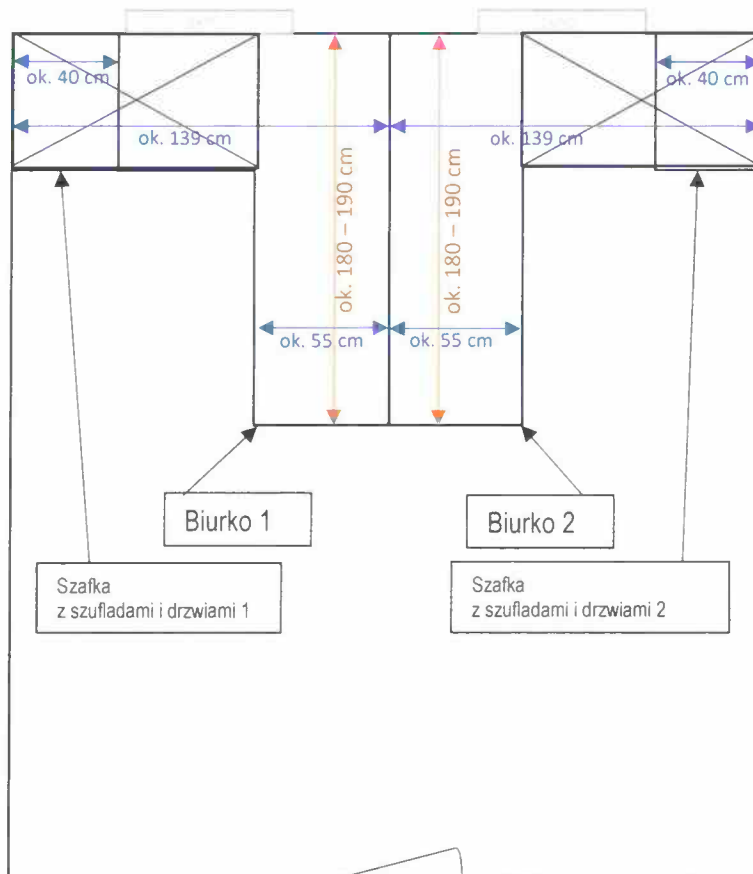 ok. 40 cm
ok. 40 cm
ok. 139 cm
ok. 139 cm
ok. 180 – 190 cm
ok. 180 – 190 cm
ok. 55 cm
ok. 55 cm
Biurko 1
Biurko 2
Szafka
z szufladami i drzwiami 1
Szafka
z szufladami i drzwiami 2